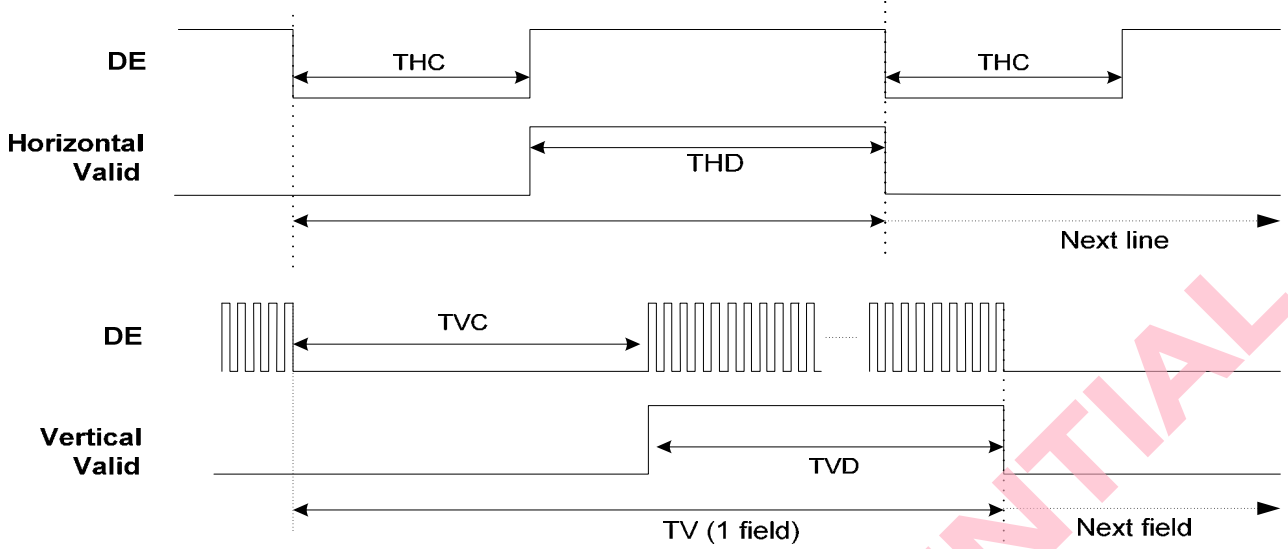 DE
THC
THC
Horizontal
Valid
THD
Next line
DE
TVC
Vertical
Valid
TVD
TV (1 field)
Next field
NTIAL